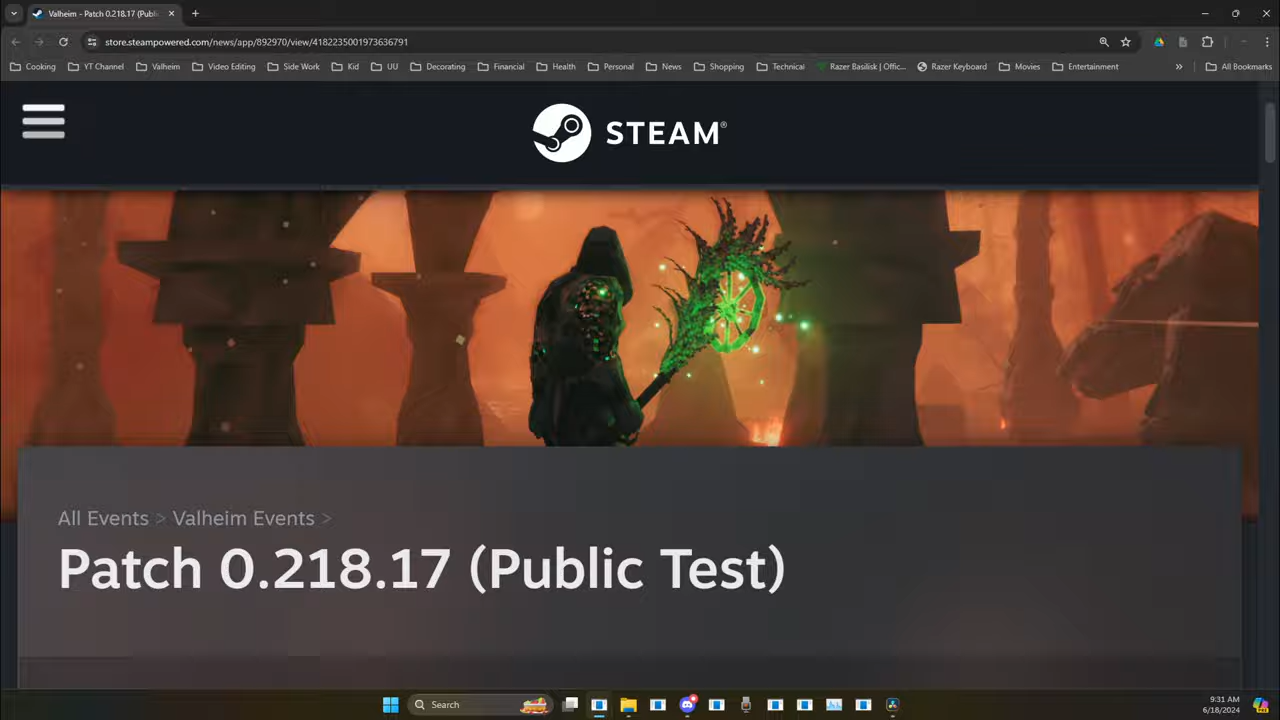 Valheim - Patch 0.218.17 (Publ
store.steampowered.com/news/app/892970/view/4182235001973636791
Cooking YT Channel Valheim Video Editing Side Work Kid UU Decorating Financial Health Personal News Shopping Technical Razer Basilisk | Offic... Razer Keyboard Movies Entertainment » All Bookmarks
STEAM®
All Events > Valheim Events >
Patch 0.218.17 (Public Test)
Search
9:31 AM
6/18/2024